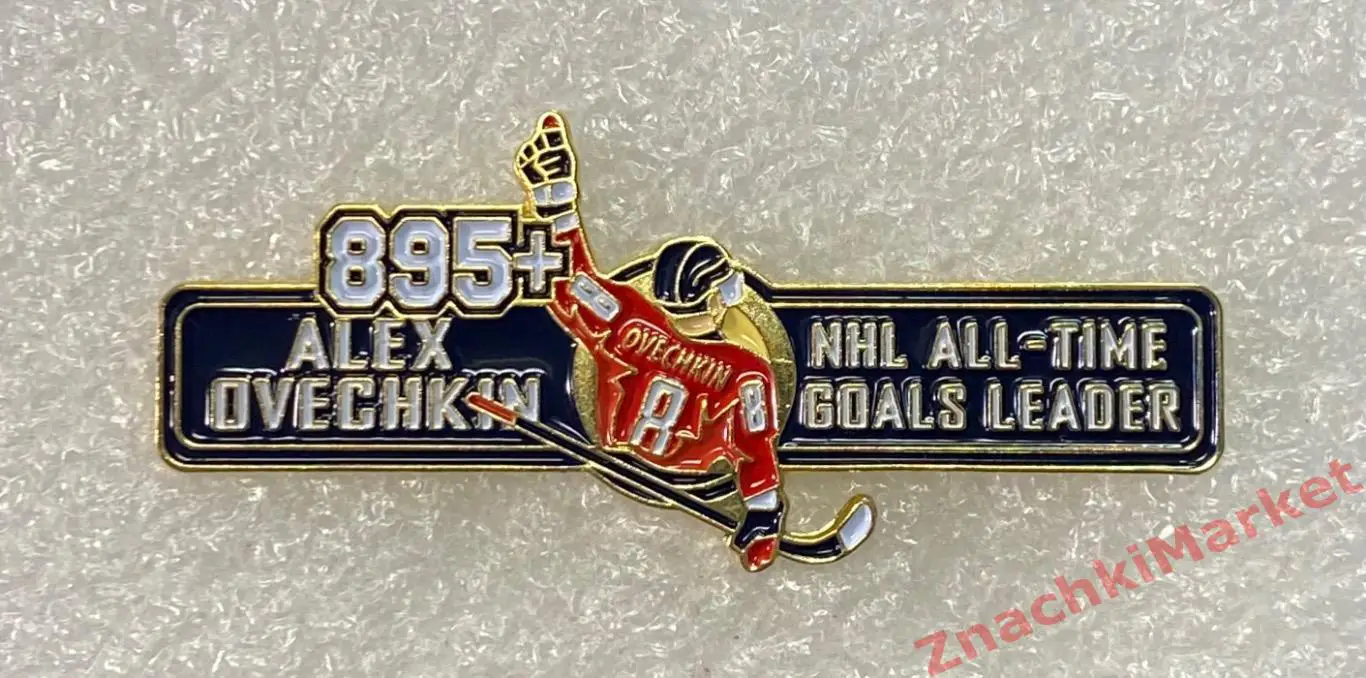 895+
ALEX
OVECHKIN
8
OVECHKIN
8
8
NHL ALL-TIME
GOALS LEADER
ZnachkiMarket